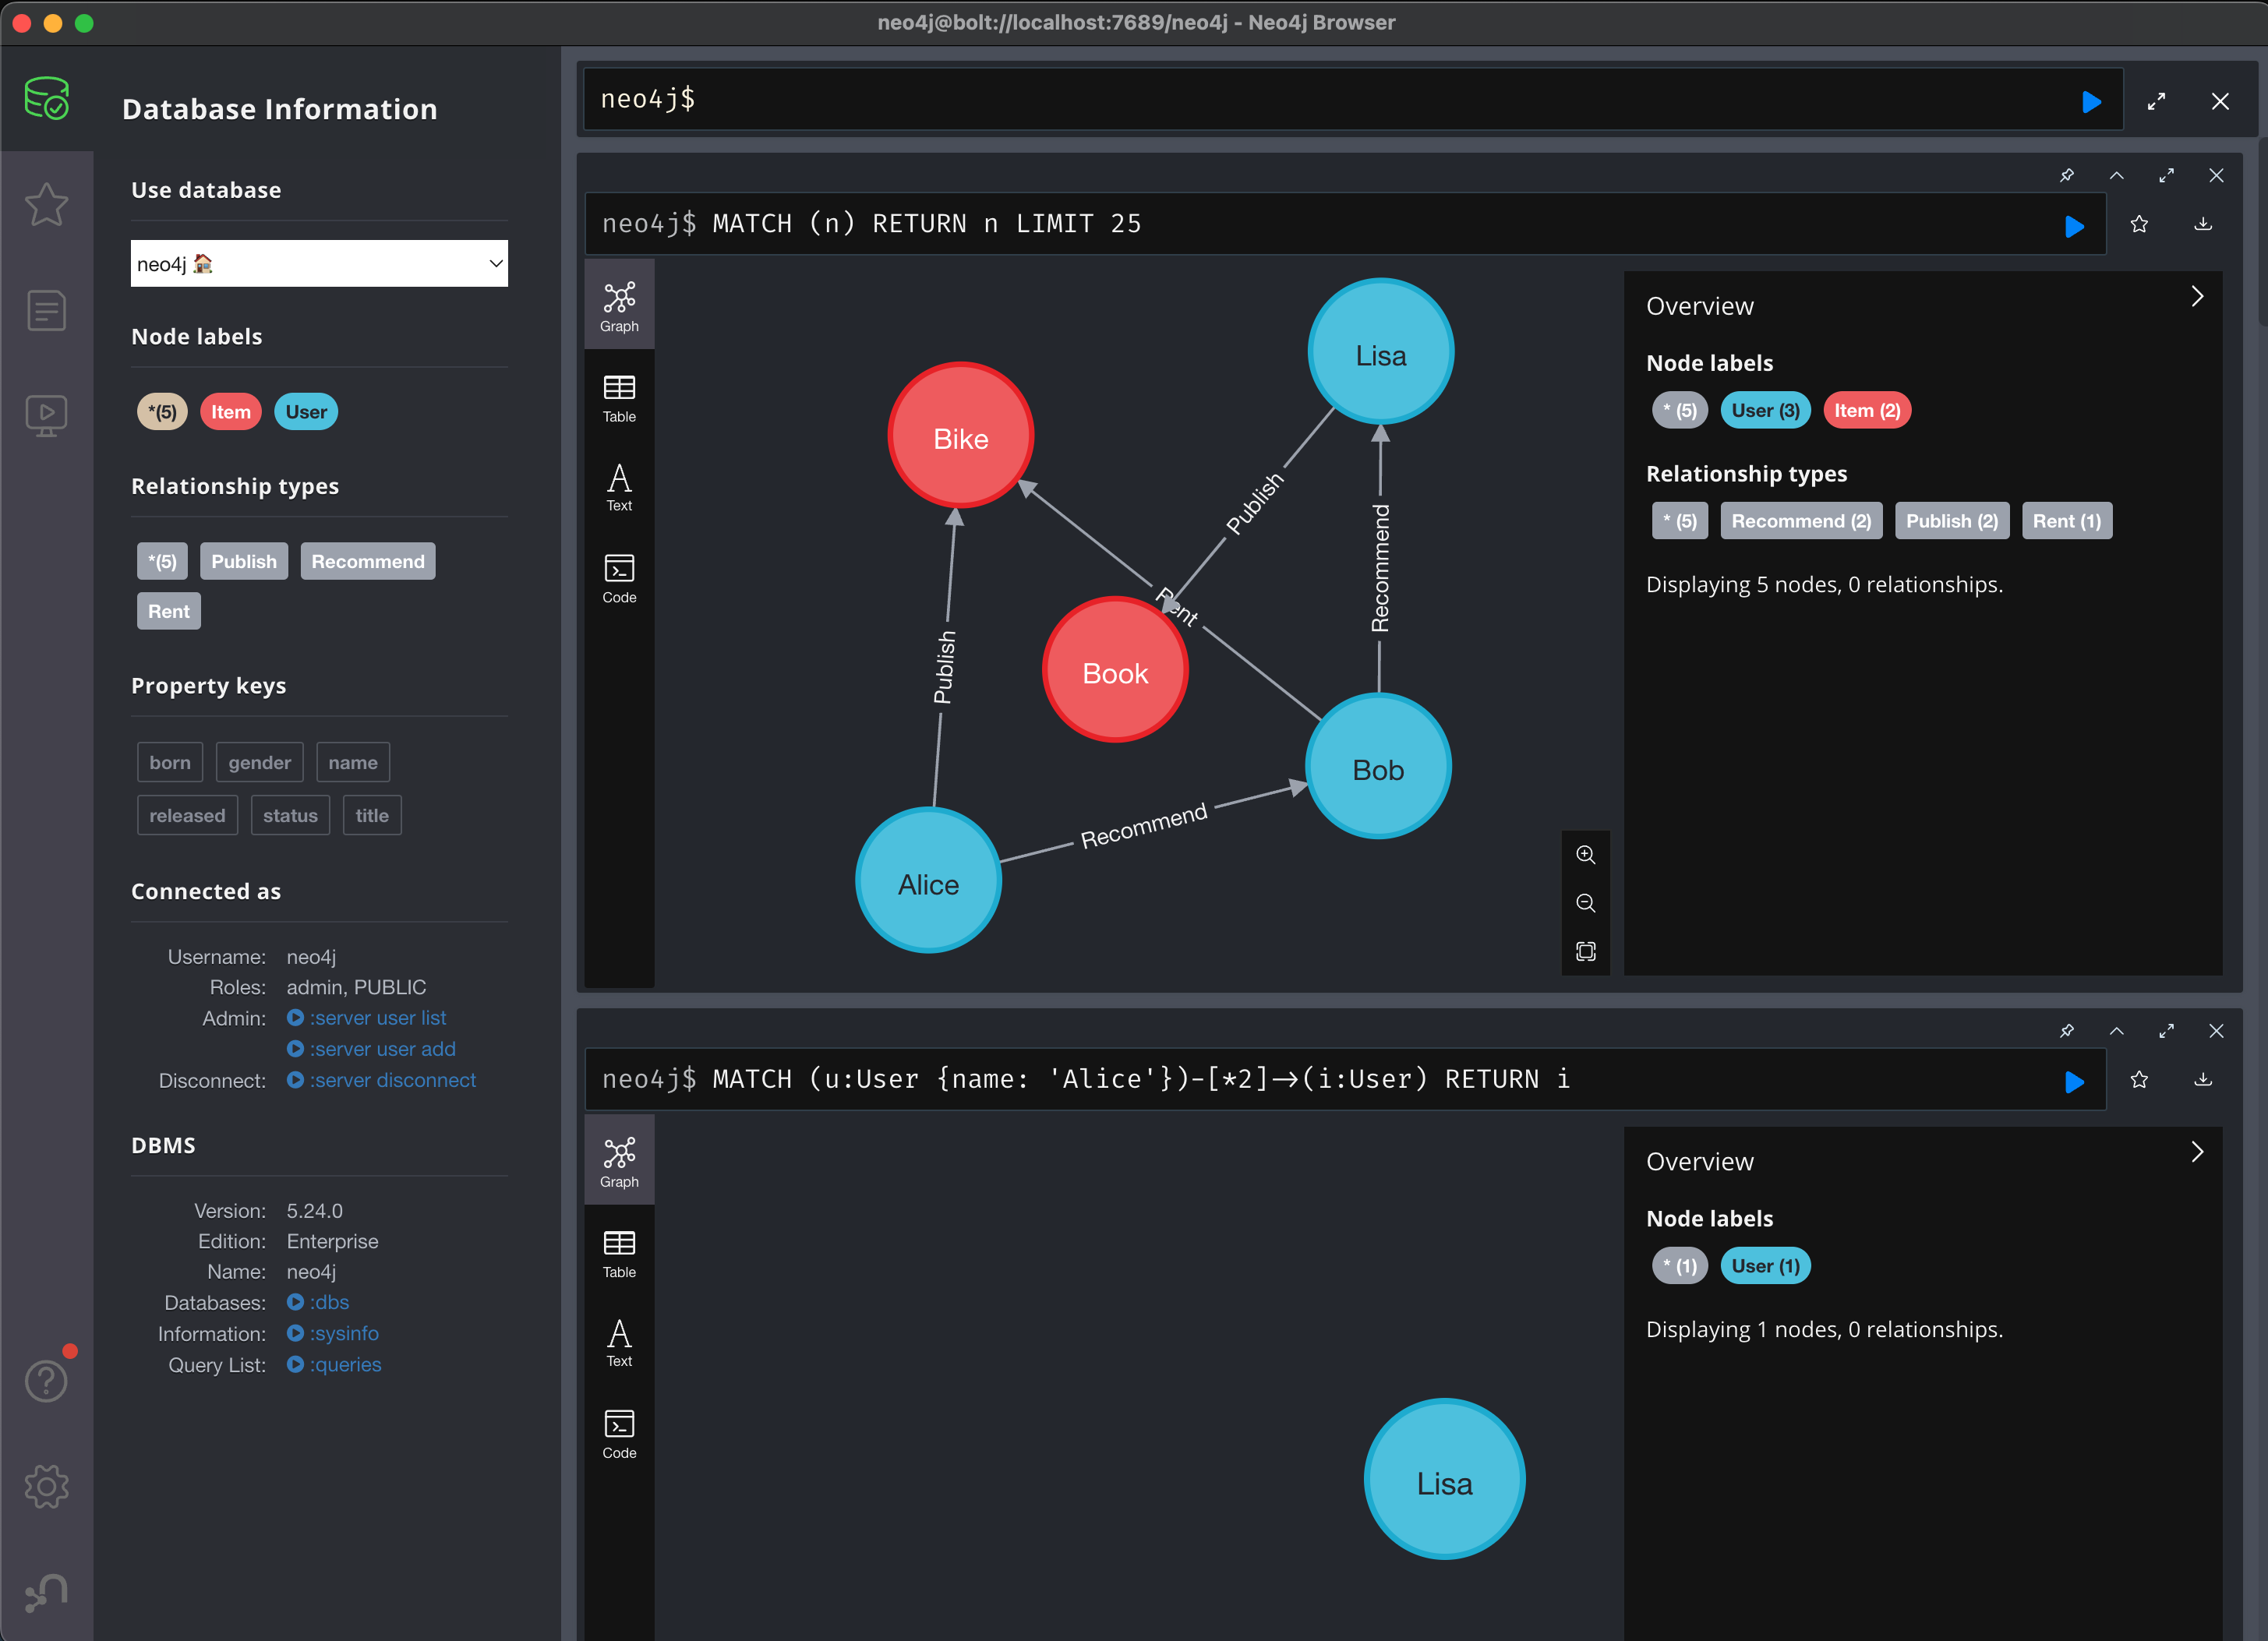 neo4j@bolt://localhost:7689/neo4j - Neo4j Browser
Database Information
Use database
neo4j
Node labels
*(5) Item User
Relationship types
*(5) Publish Recommend
Rent
Property keys
born gender name
released status title
Connected as
Username: neo4j
Roles: admin, PUBLIC
Admin: :server user list
:server user add
Disconnect: :server disconnect
DBMS
Version: 5.24.0
Edition: Enterprise
Name: neo4j
Databases: :dbs
Information: :sysinfo
Query List: :queries
neo4j$
neo4j$ MATCH (n) RETURN n LIMIT 25
Graph
Table
Text
Code
Lisa
Bike
Publish
Recommend
Rent
Publish
Book
Bob
Recommend
Alice
Overview
Node labels
* (5) User (3) Item (2)
Relationship types
* (5) Recommend (2) Publish (2) Rent (1)
Displaying 5 nodes, 0 relationships.
neo4j$ MATCH (u:User {name: 'Alice'})-[*2]->(i:User) RETURN i
Graph
Table
Text
Code
Lisa
Overview
Node labels
* (1) User (1)
Displaying 1 nodes, 0 relationships.